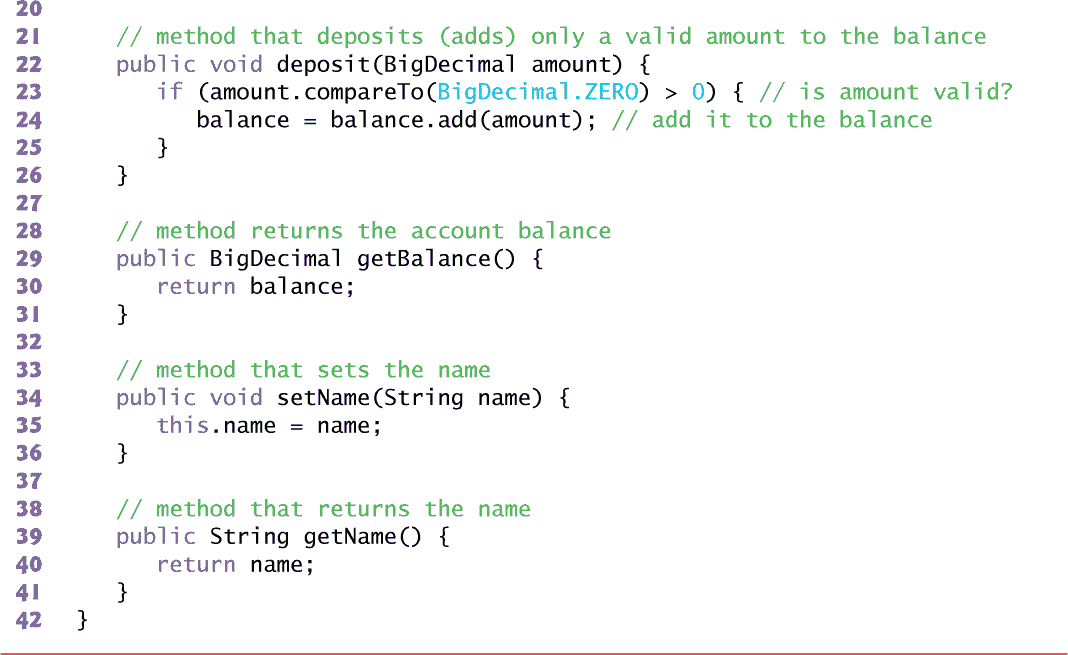 20
21 // method that deposits (adds) only a valid amount to the balance
22 public void deposit(BigDecimal amount) {
23 if (amount.compareTo(BigDecimal.ZERO) > 0) { // is amount valid?
24 balance = balance.add(amount); // add it to the balance
25 }
26 }
27
28 // method returns the account balance
29 public BigDecimal getBalance() {
30 return balance;
31 }
32
33 // method that sets the name
34 public void setName(String name) {
35 this.name = name;
36 }
37
38 // method that returns the name
39 public String getName() {
40 return name;
41 }
42 }